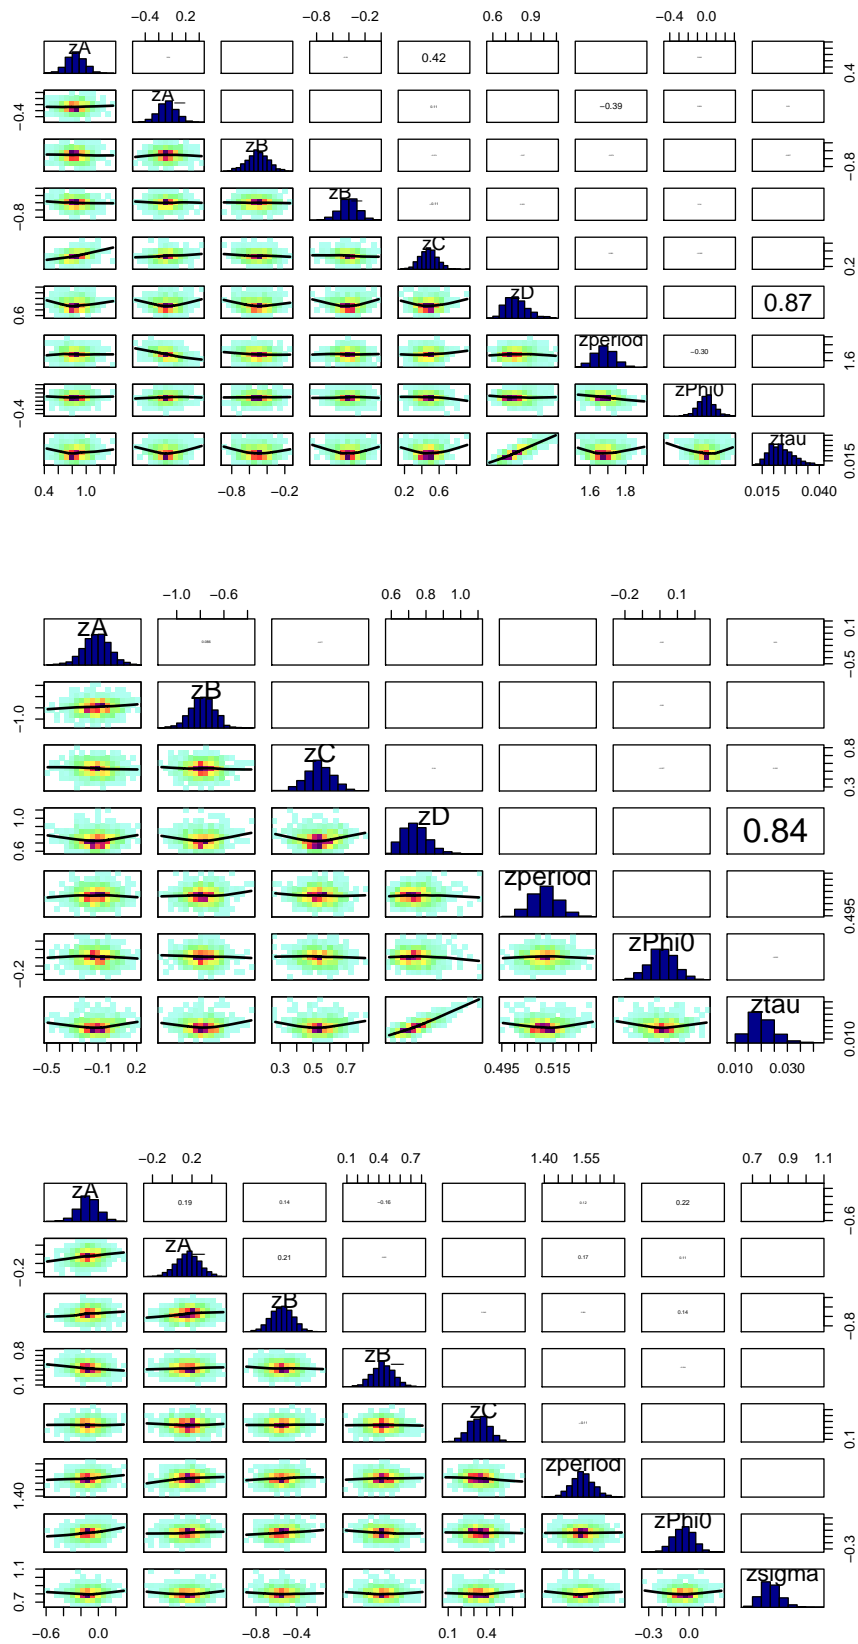 −0.4 0.2 −0.8 −0.2 0.6 0.9 −0.4 0.0
zA 0.42 0.4
−0.4 zA_ 0.11 −0.39
zB −0.8
−0.8 zB_ −0.11
zC 0.2
0.6 zD 0.87
zperiod −0.30 1.6
−0.4 zPhi0
ztau 0.015
0.4 1.0 −0.8 −0.2 0.2 0.6 1.6 1.8 0.015 0.040
−1.0 −0.6 0.6 0.8 1.0 −0.2 0.1
zA −0.5 0.1
−1.0 zB
zC 0.3 0.8
0.6 1.0 zD 0.84
zperiod 0.495
−0.2 zPhi0
ztau 0.010
−0.5 −0.1 0.2 0.3 0.5 0.7 0.495 0.515 0.010 0.030
−0.2 0.2 0.1 0.4 0.7 1.40 1.55 0.7 0.9 1.1
zA 0.19 0.14 −0.16 0.12 0.22 −0.6
−0.2 zA_ 0.21 0.17 0.11
zB 0.14 −0.8
0.1 0.8 zB_
zC −0.11 0.1
1.40 zperiod
zPhi0 −0.3
0.7 1.1 zsigma
−0.6 0.0 −0.8 −0.4 0.1 0.4 −0.3 0.0